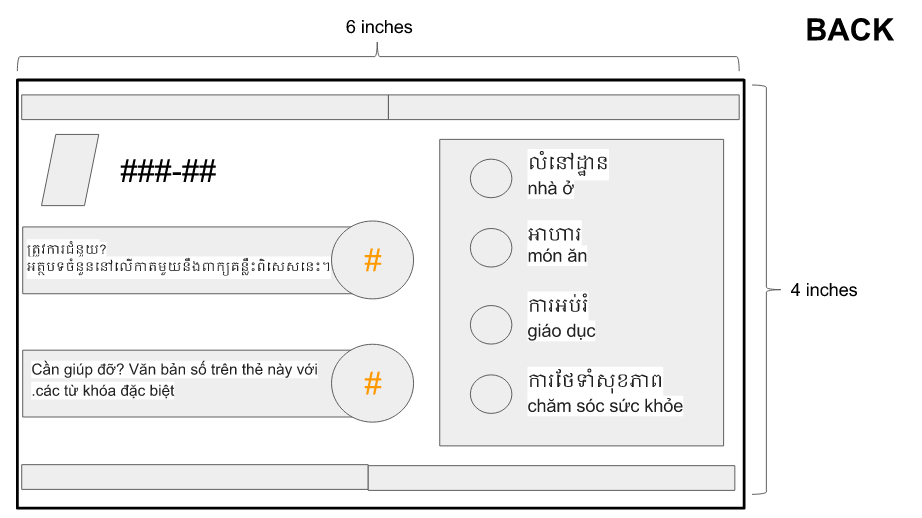 6 inches
BACK
###-##
ត្រូវការជំនួយ?
អត្ថបទចំនួននៅលើកាតមួយនឹងពាក្យគន្លឹះពិសេសនេះ។
#
Cần giúp đỡ? Văn bản số trên thẻ này với
.các từ khóa đặc biệt
#
លំនៅដ្ឋាន
nhà ở
អាហារ
món ăn
ការអប់រំ
giáo dục
ការថែទាំសុខភាព
chăm sóc sức khỏe
4 inches